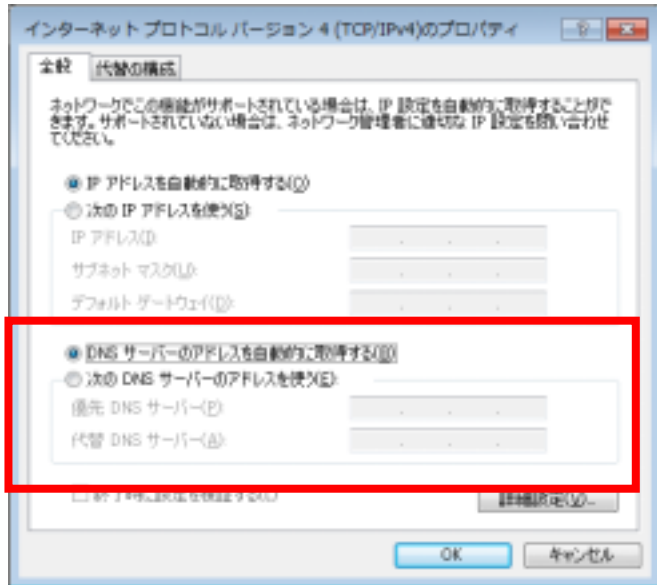 インターネット プロトコル バージョン 4 (TCP/IPv4)のプロパティ
全般
代替の構成
ネットワークでこの機能がサポートされている場合は、IP 設定を自動的に取得することがで
きます。サポートされていない場合は、ネットワーク管理者に適切な IP 設定を問い合わせ
てください。
IP アドレスを自動的に取得する(O)
次の IP アドレスを使う(S):
IP アドレス(I):
サブネット マスク(U):
デフォルト ゲートウェイ(D):
DNS サーバーのアドレスを自動的に取得する(B)
次の DNS サーバーのアドレスを使う(E):
優先 DNS サーバー(P):
代替 DNS サーバー(A):
終了時に設定を検証する(L)
詳細設定(V)...
OK
キャンセル